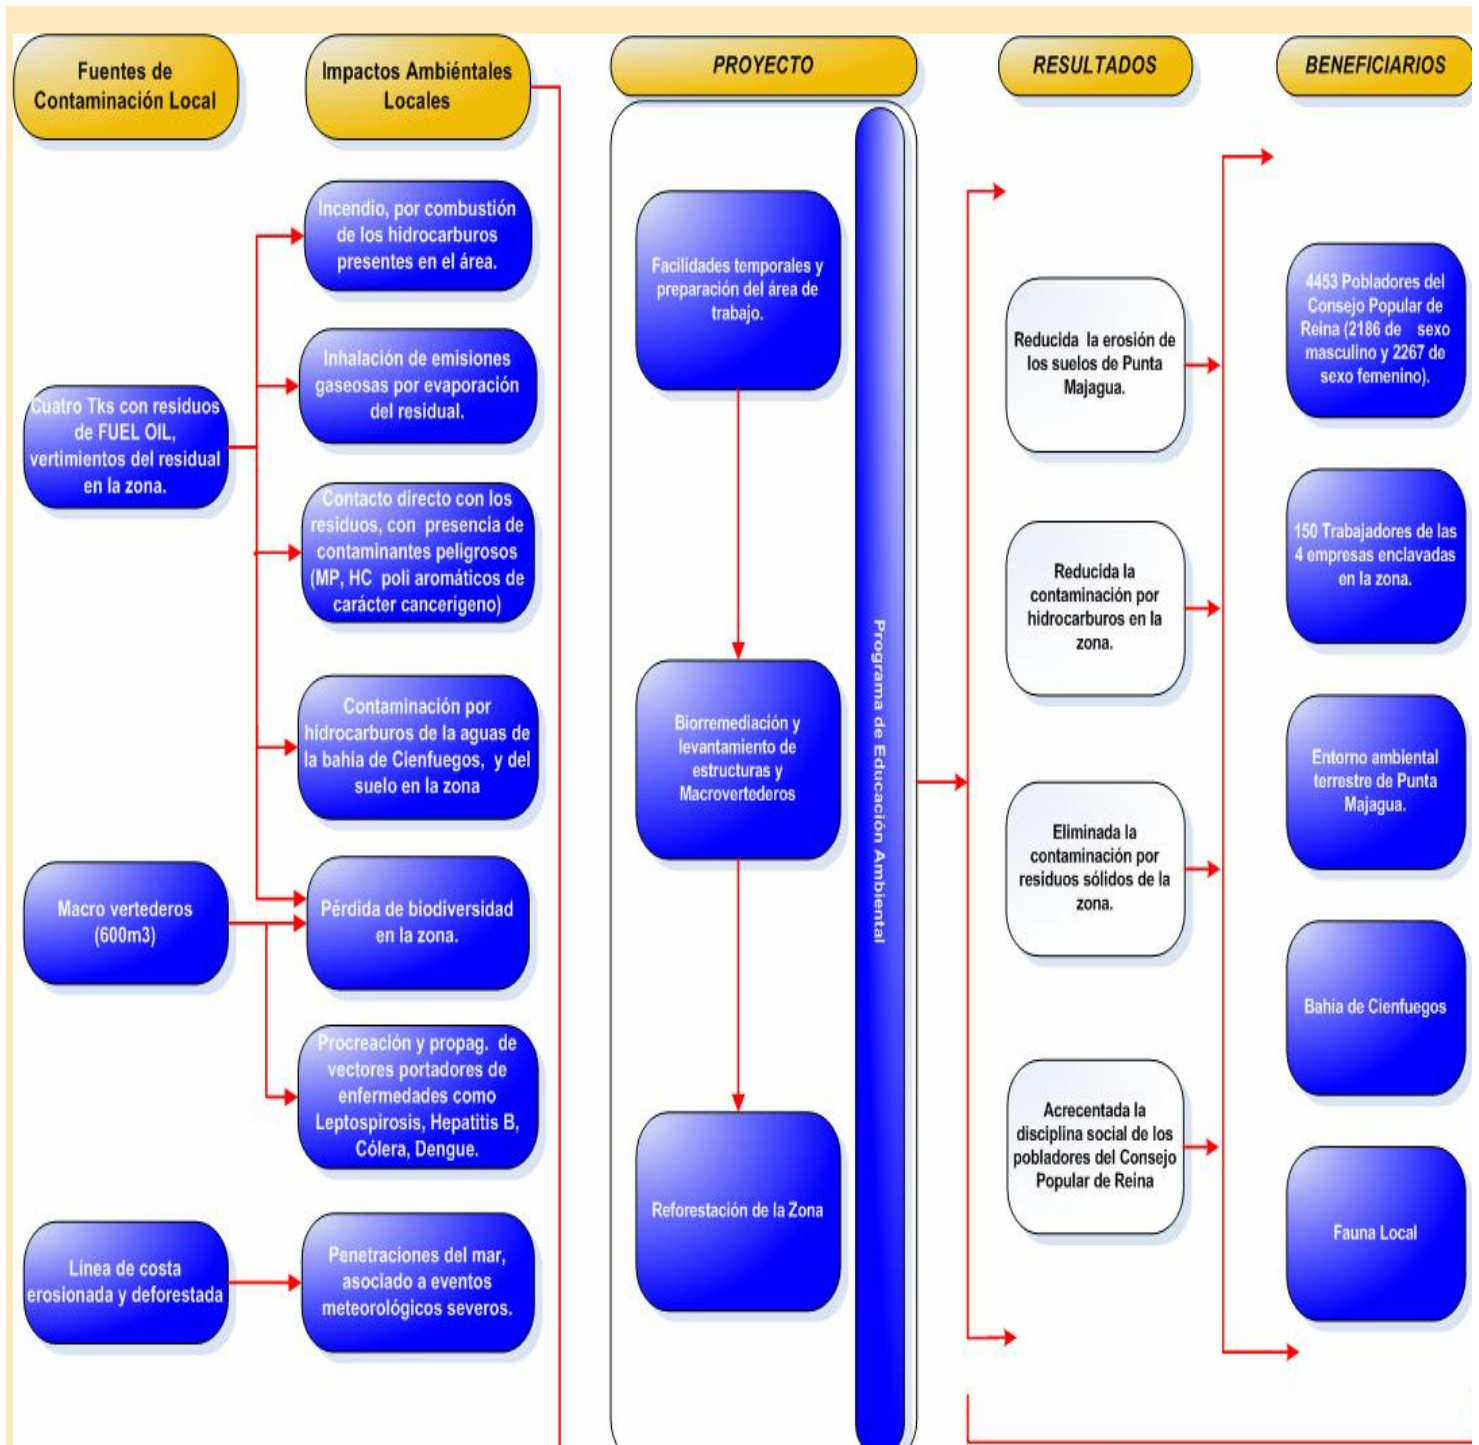 Fuentes de
Contaminación Local
Impactos Ambiéntales
Locales
PROYECTO
RESULTADOS
BENEFICIARIOS
Cuatro Tks con residuos
de FUEL OIL,
vertimientos del residual
en la zona.
Macro vertederos
(600m3)
Línea de costa
erosionada y deforestada
Incendio, por combustión
de los hidrocarburos
presentes en el área.
Inhalación de emisiones
gaseosas por evaporación
del residual.
Contacto directo con los
residuos, con presencia de
contaminantes peligrosos
(MP, HC poli aromáticos de
carácter cancerígeno)
Contaminación por
hidrocarburos de la aguas de
la bahía de Cienfuegos, y del
suelo en la zona
Pérdida de biodiversidad
en la zona.
Procreación y propag. de
vectores portadores de
enfermedades como
Leptospirosis, Hepatitis B,
Cólera, Dengue.
Penetraciones del mar,
asociado a eventos
meteorológicos severos.
Facilidades temporales y
preparación del área de
trabajo.
Biorremediación y
levantamiento de
estructuras y
Macrovertederos
Reforestación de la Zona
Programa de Educación Ambiental
Reducida la erosión de
los suelos de Punta
Majagua.
Reducida la
contaminación por
hidrocarburos en la
zona.
Eliminada la
contaminación por
residuos sólidos de la
zona.
Acrecentada la
disciplina social de los
pobladores del Consejo
Popular de Reina
4453 Pobladores del
Consejo Popular de
Reina (2186 de sexo
masculino y 2267 de
sexo femenino).
150 Trabajadores de las
4 empresas enclavadas
en la zona.
Entorno ambiental
terrestre de Punta
Majagua.
Bahía de Cienfuegos
Fauna Local